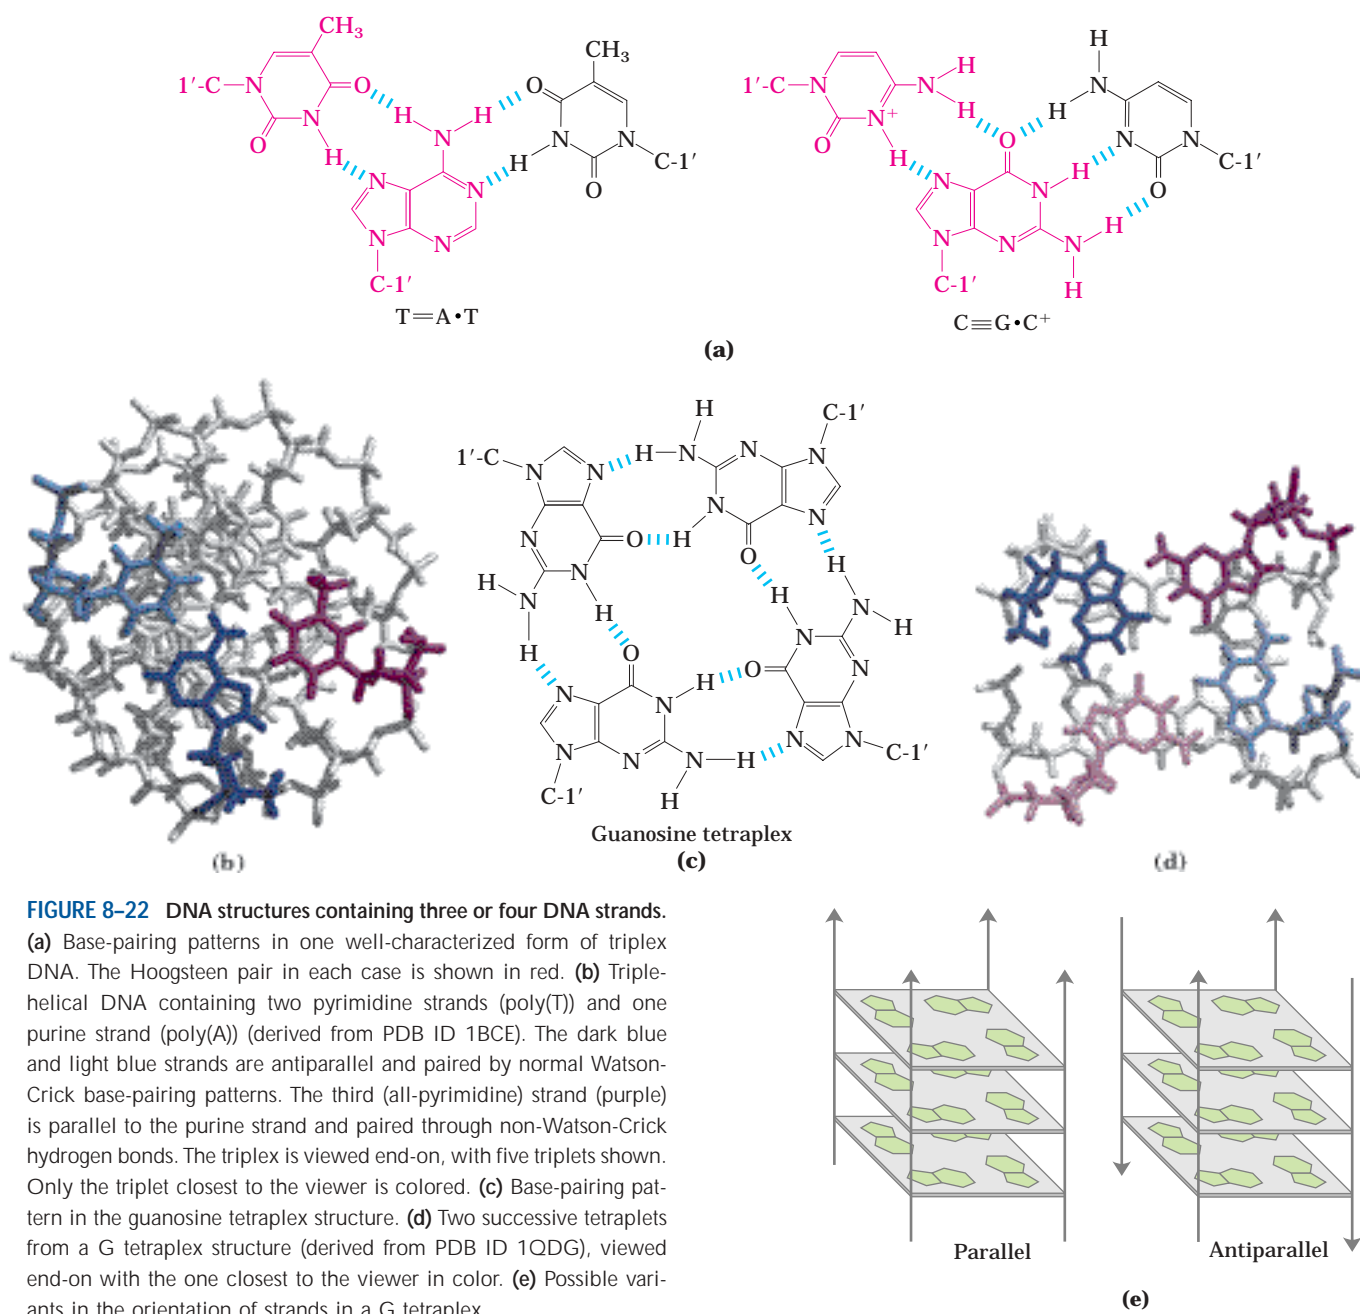 CH3
1′-C
N
O
H
N
H
O
N
H
H
N
N
N
N
C-1′
O
CH3
H
N
N
O
C-1′
T=A•T
1′-C
N
N
H
H
O
N+
H
O
H
N
H
N
N
O
C-1′
N
N
H
N
N
N
H
H
C-1′
C≡G•C+
(a)
1′-C
N
N
N
O
N
H
H
N
H
H
H
N
N
N
H
O
N
N
C-1′
H
N
H
H
N
O
N
N
N
C-1′
O
N
N
H
N
N
N
H
H
C-1′
Guanosine tetraplex
(b)
(c)
(d)
FIGURE 8–22 DNA structures containing three or four DNA strands.
(a) Base-pairing patterns in one well-characterized form of triplex
DNA. The Hoogsteen pair in each case is shown in red. (b) Triple-
helical DNA containing two pyrimidine strands (poly(T)) and one
purine strand (poly(A)) (derived from PDB ID 1BCE). The dark blue
and light blue strands are antiparallel and paired by normal Watson-
Crick base-pairing patterns. The third (all-pyrimidine) strand (purple)
is parallel to the purine strand and paired through non-Watson-Crick
hydrogen bonds. The triplex is viewed end-on, with five triplets shown.
Only the triplet closest to the viewer is colored. (c) Base-pairing pat-
tern in the guanosine tetraplex structure. (d) Two successive tetraplets
from a G tetraplex structure (derived from PDB ID 1QDG), viewed
end-on with the one closest to the viewer in color. (e) Possible vari-
ants in the orientation of strands in a G tetraplex.
Parallel
Antiparallel
(e)